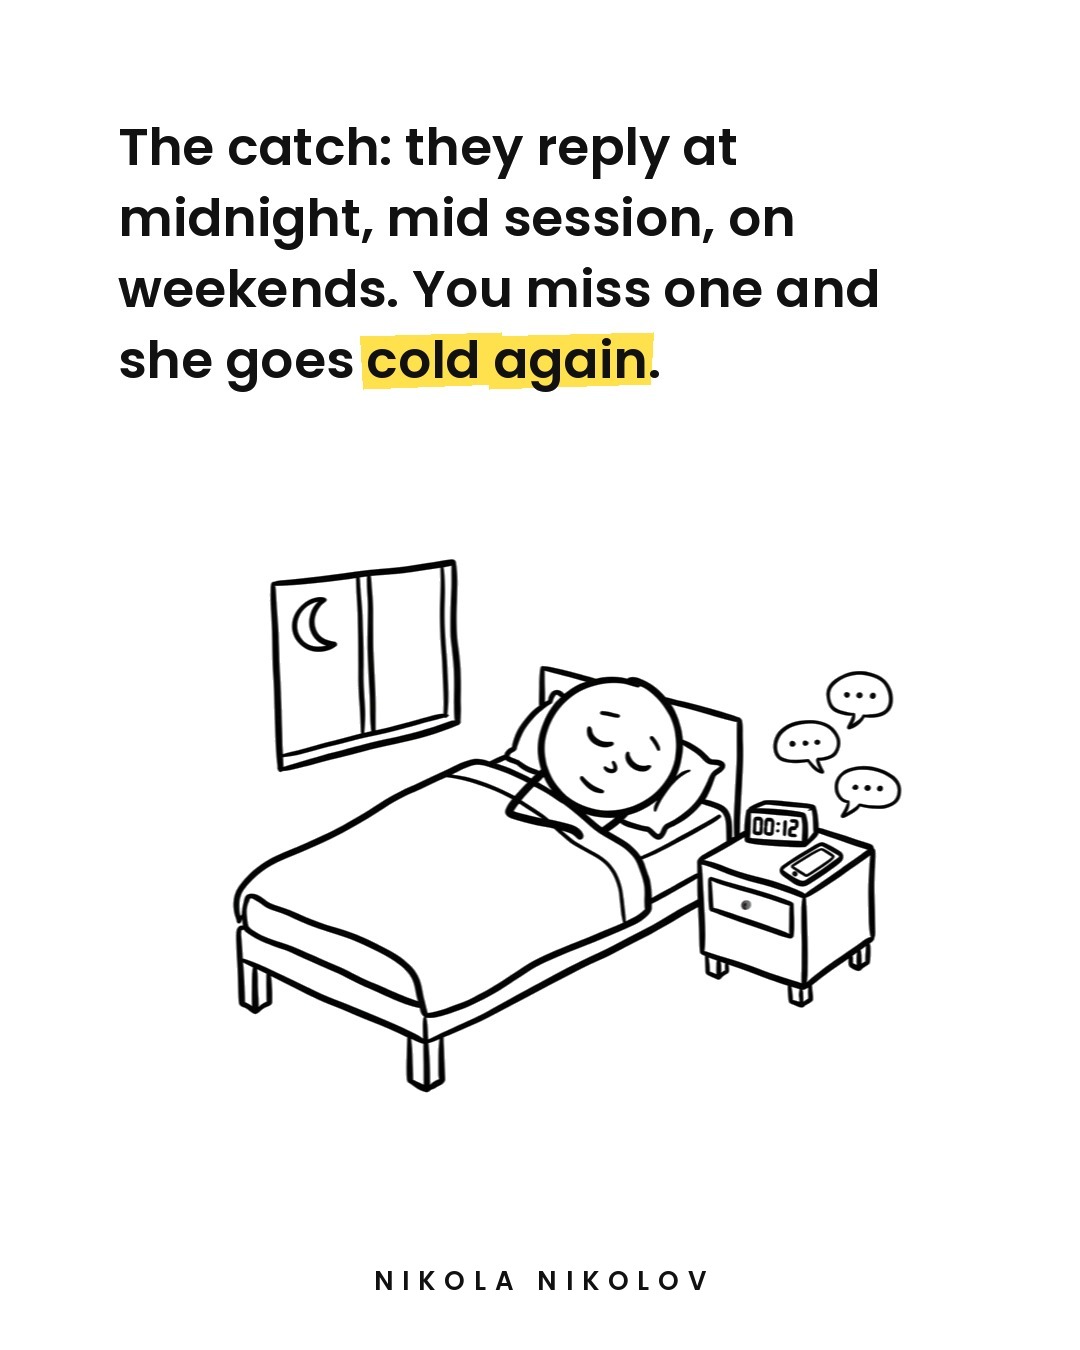 The catch: they reply at
midnight, mid session, on
weekends. You miss one and
she goes cold again.
00:12
NIKOLA NIKOLOV